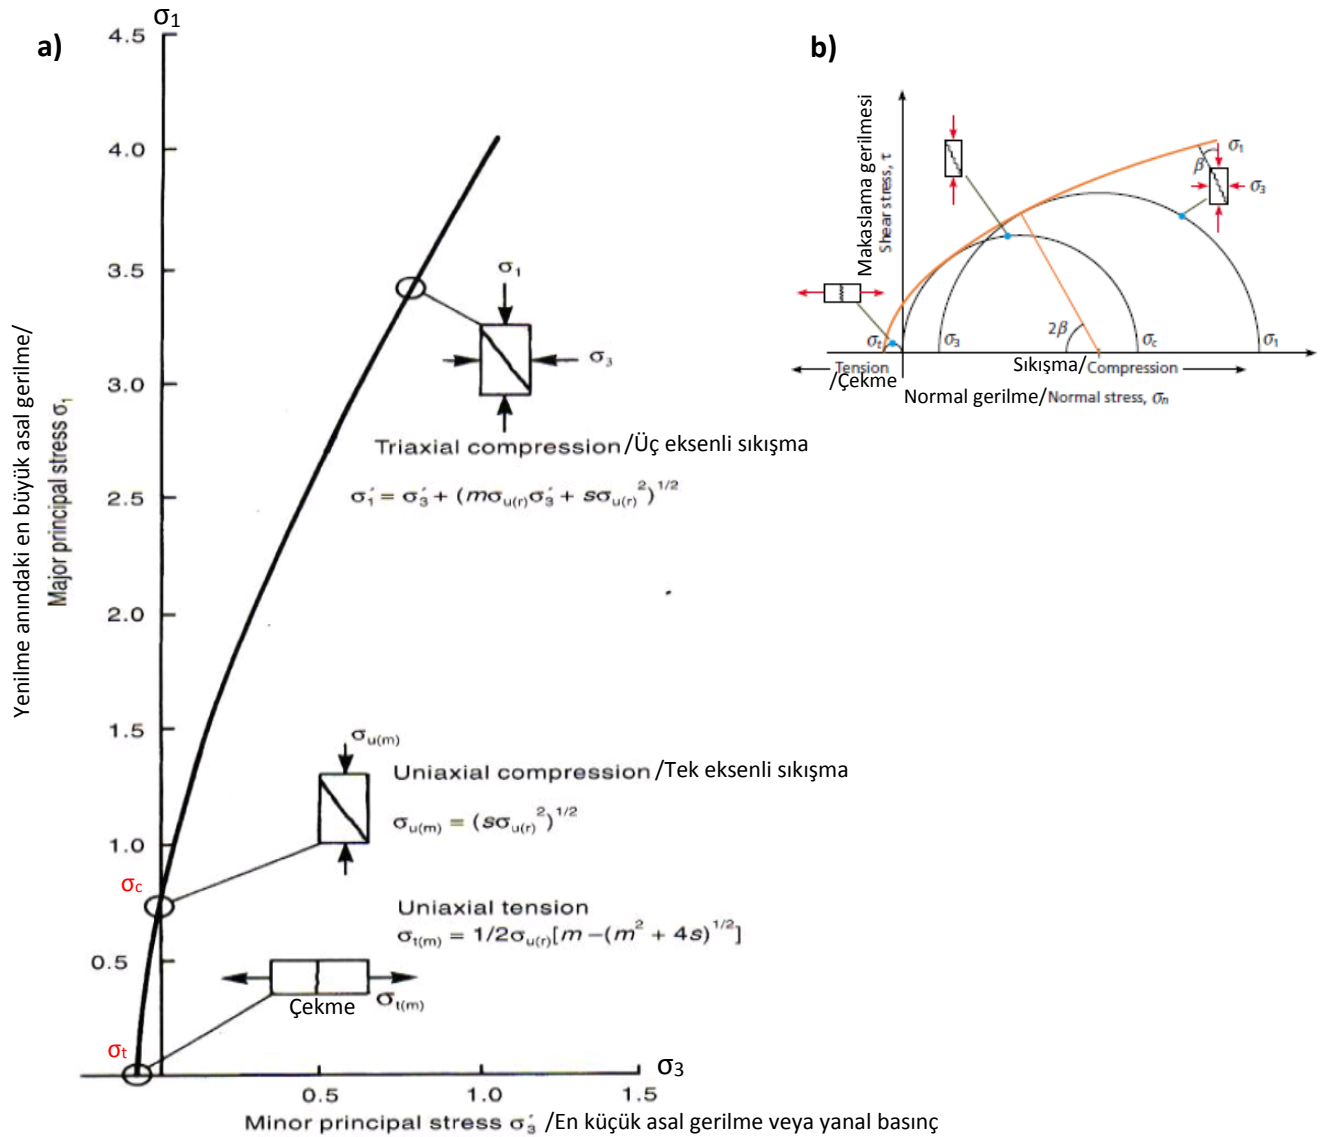 a)
σ1
4.5
4.0
3.5
3.0
2.5
2.0
1.5
1.0
0.5
Yenilme anındaki en büyük asal gerilme/
Major principal stress σ1
σ1
σ3
Triaxial compression /Üç eksenli sıkışma
σ′1 = σ′3 + (mσu(r)σ′3 + sσu(r)²)^1/2
σu(m)
Uniaxial compression /Tek eksenli sıkışma
σu(m) = (sσu(r)²)^1/2
σc
Uniaxial tension
σt(m) = 1/2σu(r)[m −(m² + 4s)^1/2]
Çekme
σt(m)
σt
σ3
0.5
1.0
1.5
Minor principal stress σ′3 /En küçük asal gerilme veya yanal basınç
b)
Makaslama gerilmesi
Shear stress, τ
β
σ1
σ3
2β
σt
σ3
σc
σ1
Tension
/Çekme
Sıkışma/Compression
Normal gerilme/Normal stress, σn